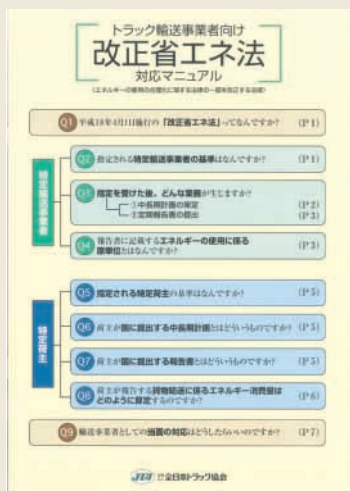 トラック輸送事業者向け
改正省エネ法
対応マニュアル
(エネルギーの使用の合理化に関する法律の一部を改正する法律)
Q1 平成18年4月1日施行の「改正省エネ法」ってなんですか? (P1)
特定輸送事業者
Q2 指定される特定輸送事業者の基準はなんですか? (P1)
Q3 指定を受けた後、どんな業務が生じますか?
①中長期計画の策定 (P2)
②定期報告書の提出 (P3)
Q4 報告書に記載するエネルギーの使用に係る
原単位とはなんですか? (P3)
特定荷主
Q5 指定される特定荷主の基準はなんですか? (P5)
Q6 荷主が国に提出する中長期計画とはどういうものですか? (P5)
Q7 荷主が国に提出する報告書とはどういうものですか? (P5)
Q8 荷主が報告する貨物輸送に係るエネルギー消費量は
どのように算定するのですか? (P6)
Q9 輸送事業者としての当面の対応はどうしたらいいのですか? (P7)
全日本トラック協会